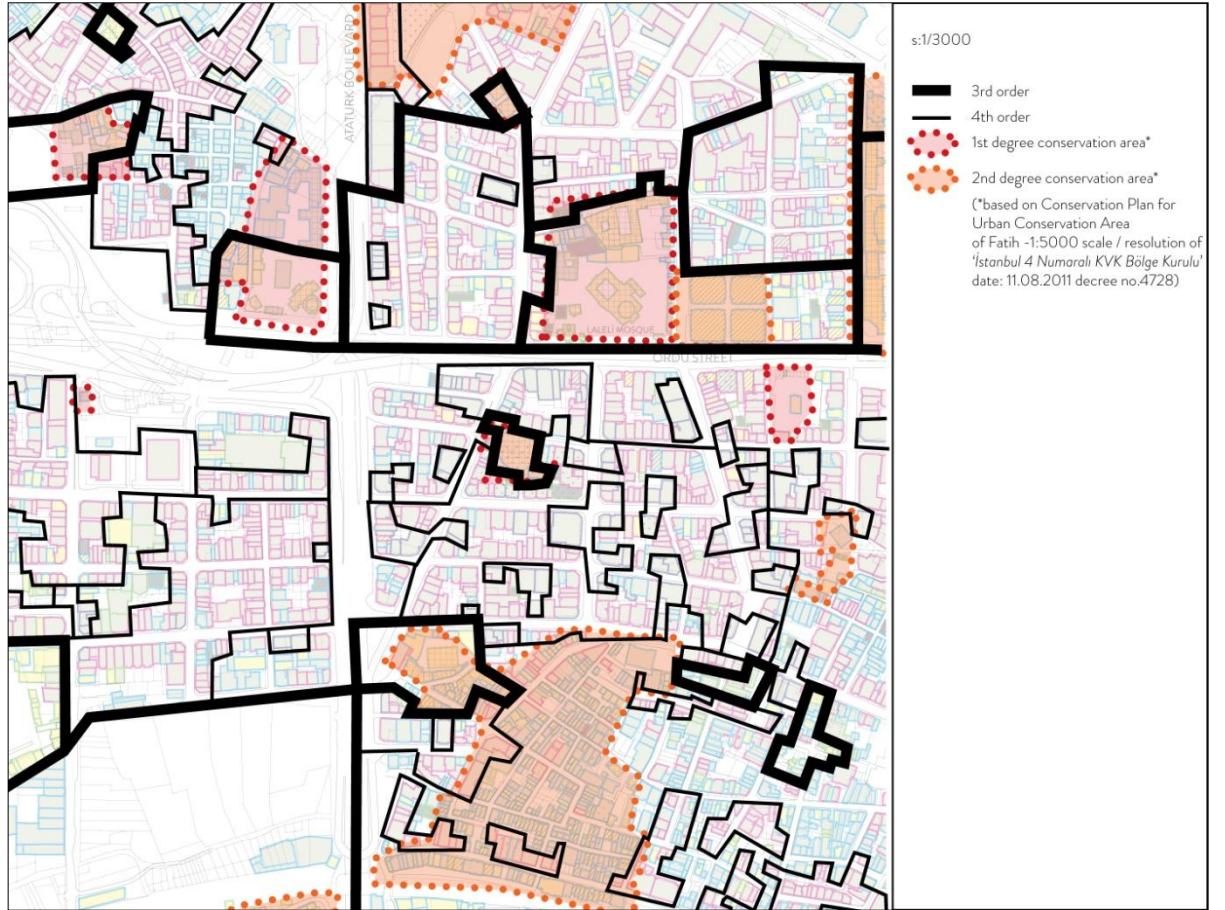 ATATURK BOULEVARD
LALELİ MOSQUE
ORDU STREET
s:1/3000
3rd order
4th order
1st degree conservation area*
2nd degree conservation area*
(*based on Conservation Plan for
Urban Conservation Area
of Fatih -1:5000 scale / resolution of
'İstanbul 4 Numaralı KVK Bölge Kurulu'
date: 11.08.2011 decree no.4728)